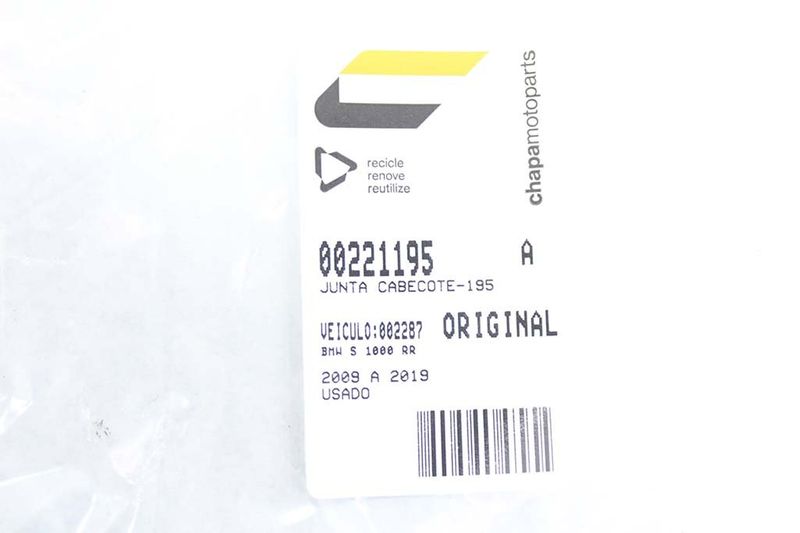 chapamotoparts
recicle
renove
reutilize
00221195 A
JUNTA CABECOTE-195
VEICULO:002287 ORIGINAL
BMW S 1000 RR
2009 A 2019
USADO